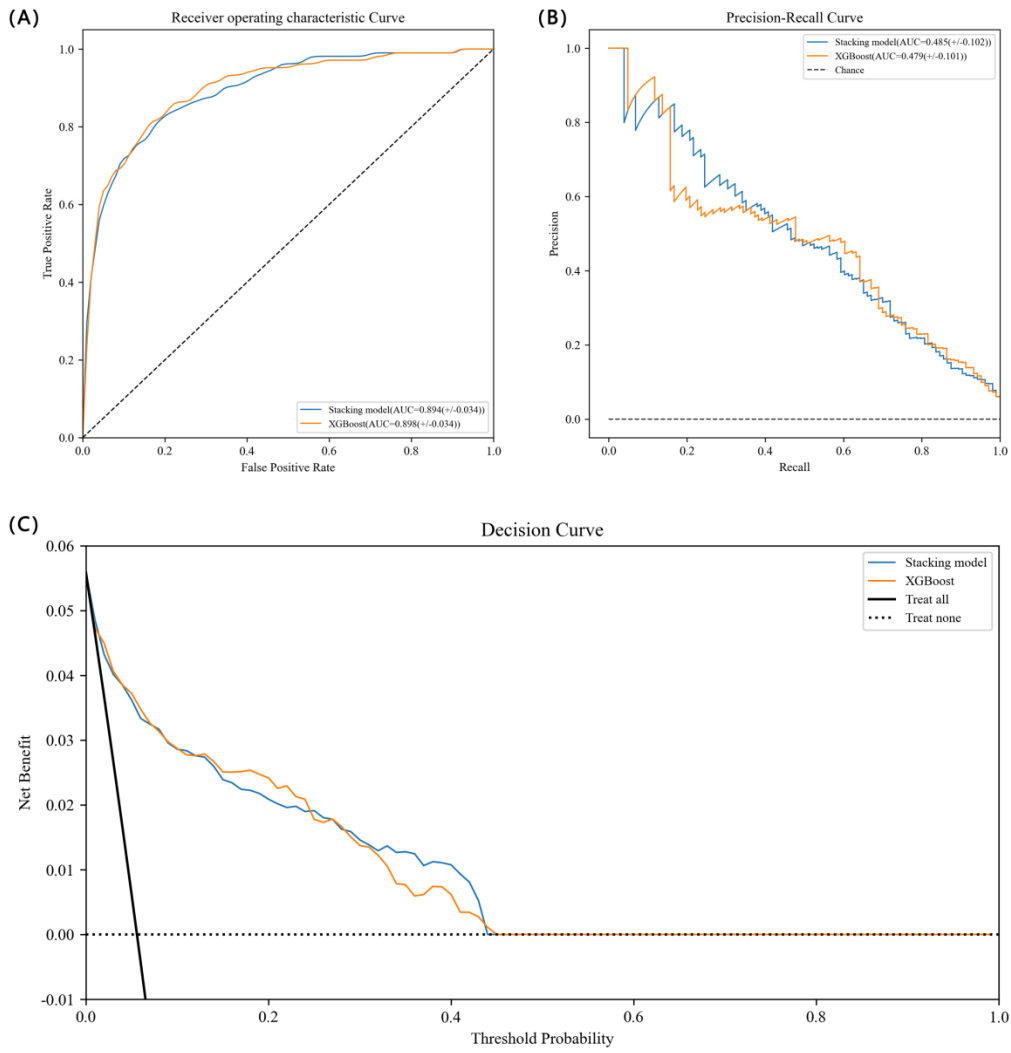 (A)
Receiver operating characteristic Curve
1.0
0.8
0.6
0.4
0.2
0.0
True Positive Rate
Stacking model(AUC=0.894(+/-0.034))
XGBoost(AUC=0.898(+/-0.034))
0.0 0.2 0.4 0.6 0.8 1.0
False Positive Rate
(B)
Precision-Recall Curve
Stacking model(AUC=0.485(+/-0.102))
XGBoost(AUC=0.479(+/-0.101))
Chance
1.0
0.8
0.6
0.4
0.2
0.0
Precision
0.0 0.2 0.4 0.6 0.8 1.0
Recall
(C)
Decision Curve
0.06
0.05
0.04
0.03
0.02
0.01
0.00
-0.01
Net Benefit
Stacking model
XGBoost
Treat all
Treat none
0.0 0.2 0.4 0.6 0.8 1.0
Threshold Probability